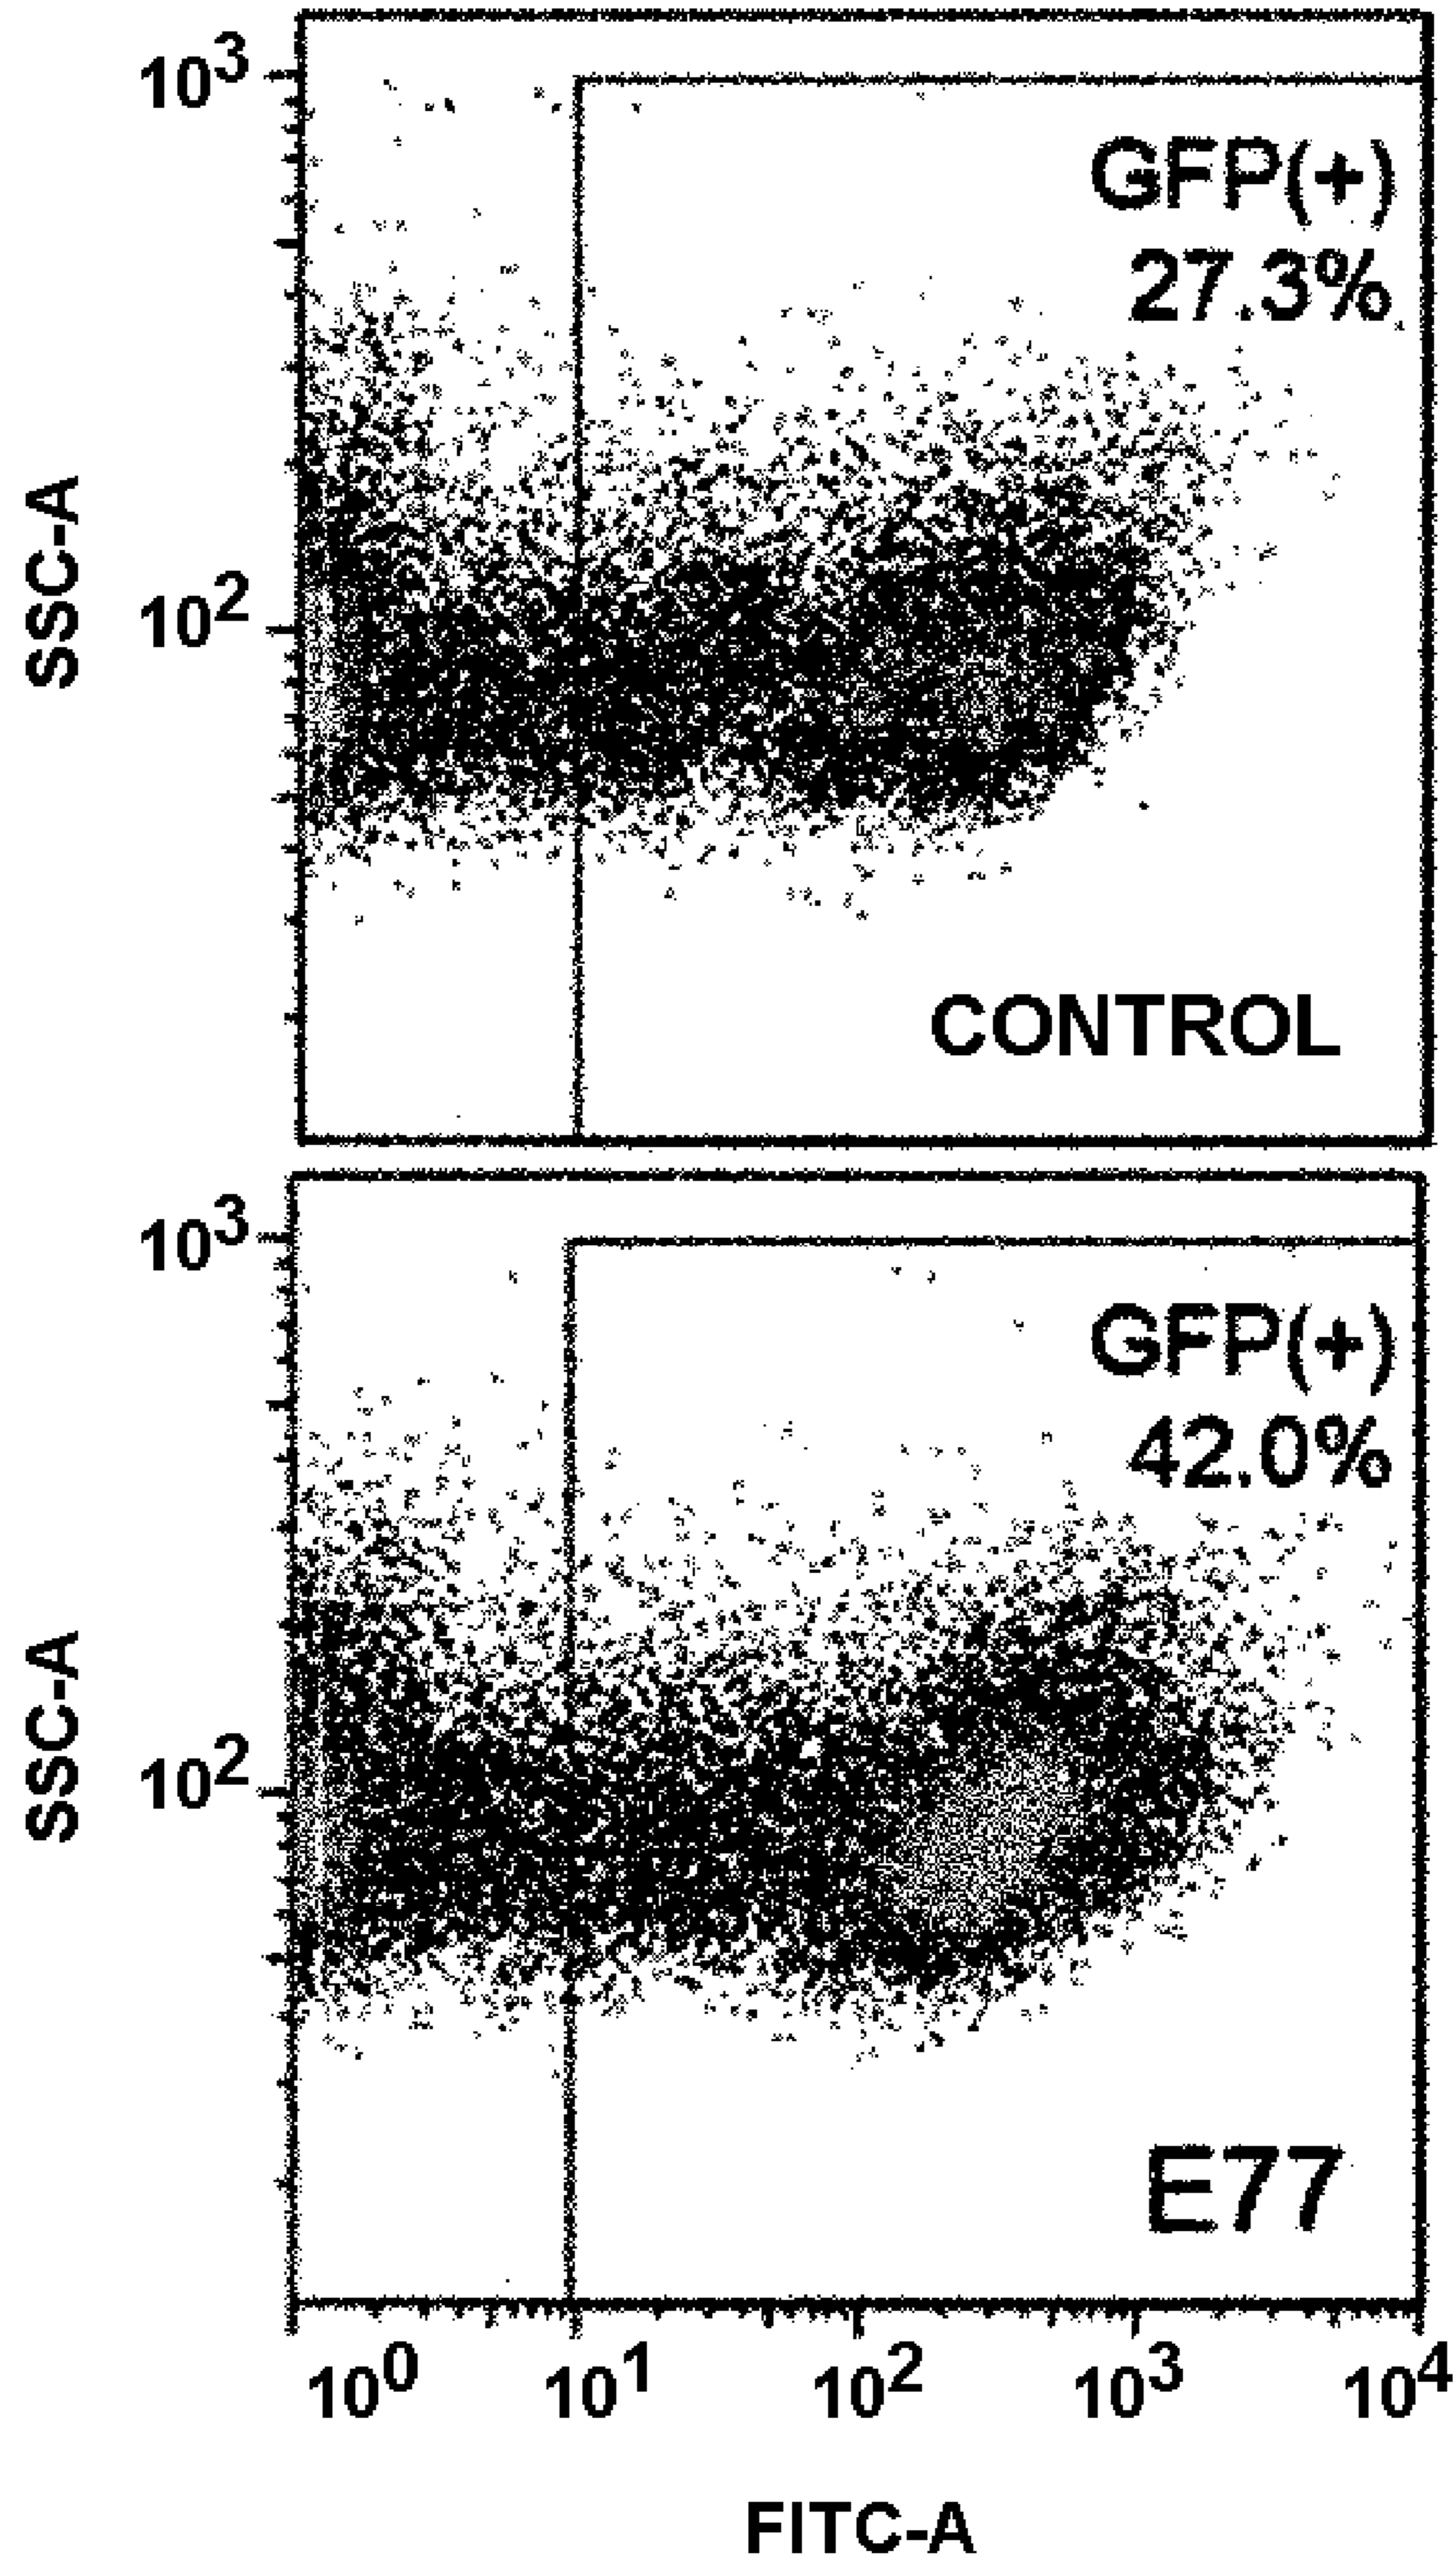 10³
GFP(+)
27.3%
SSC-A
10²
CONTROL
10³
GFP(+)
42.0%
SSC-A
10²
E77
10⁰ 10¹ 10² 10³ 10⁴
FITC-A